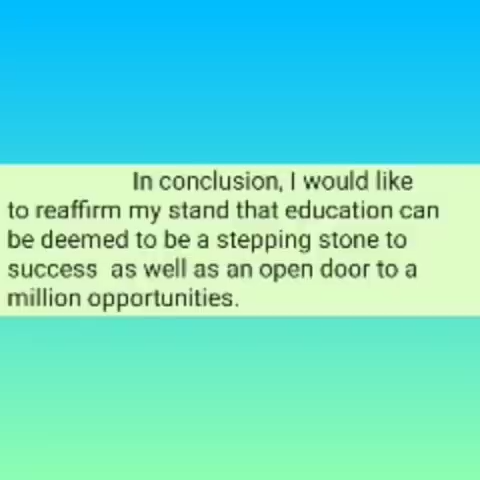 In conclusion, I would like
to reaffirm my stand that education can
be deemed to be a stepping stone to
success  as well as an open door to a
million opportunities.